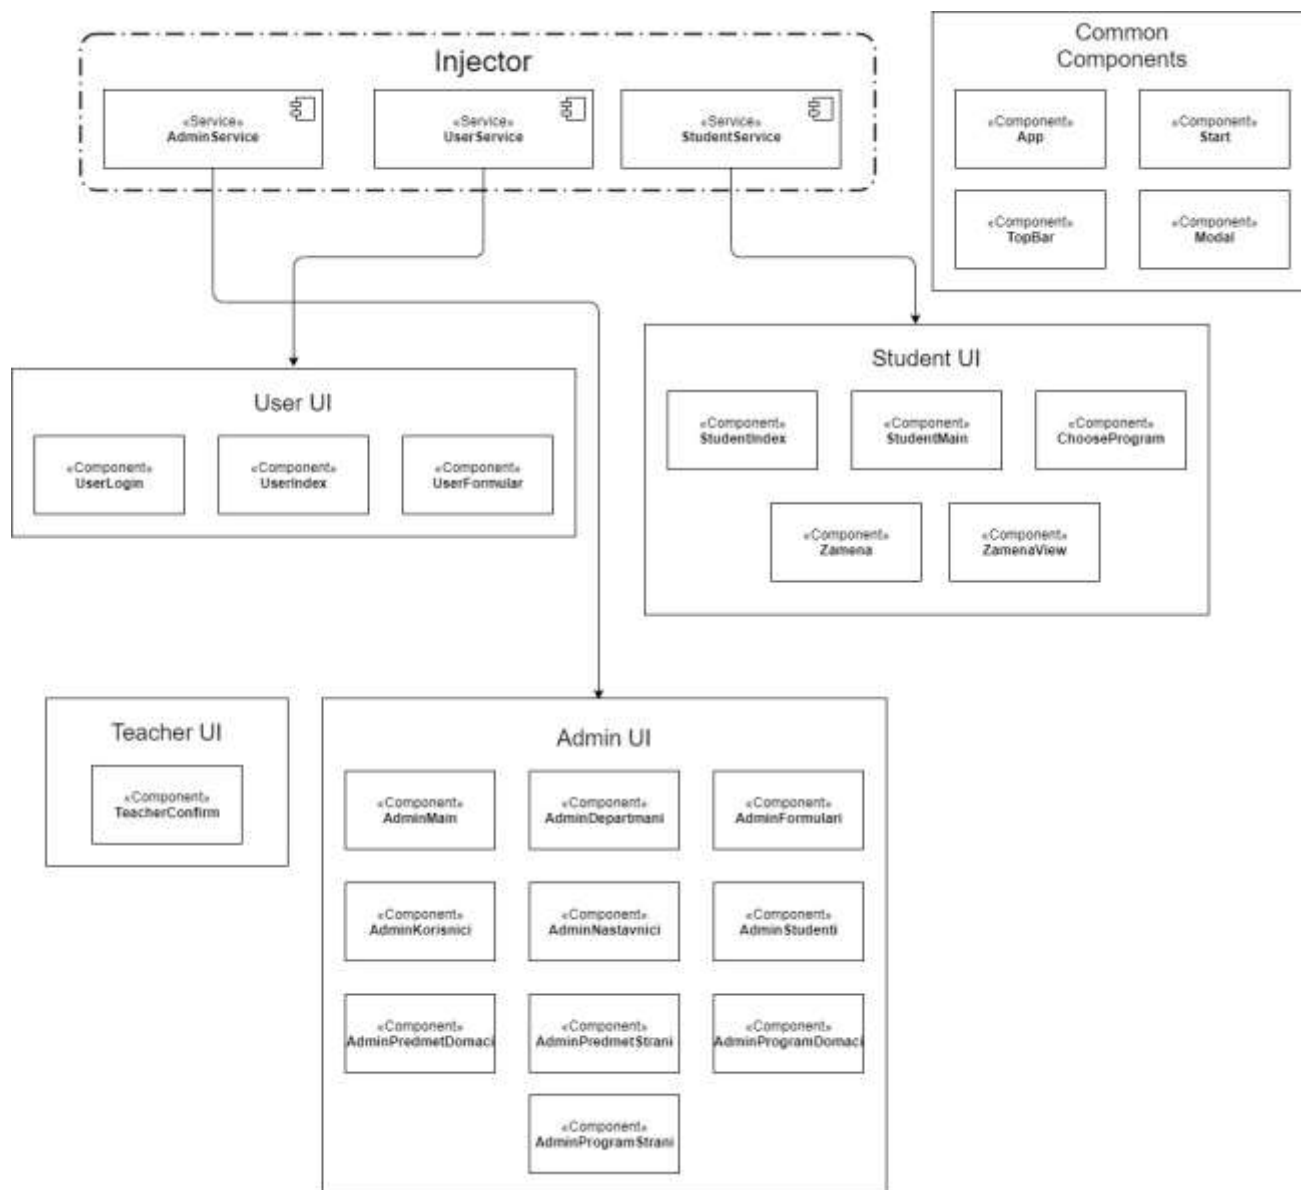 Injector
«Service»
AdminService
«Service»
UserService
«Service»
StudentService
Common
Components
«Component»
App
«Component»
Start
«Component»
TopBar
«Component»
Modal
User UI
«Component»
UserLogin
«Component»
UserIndex
«Component»
UserFormular
Student UI
«Component»
StudentIndex
«Component»
StudentMain
«Component»
ChooseProgram
«Component»
Zamena
«Component»
ZamenaView
Teacher UI
«Component»
TeacherConfirm
Admin UI
«Component»
AdminMain
«Component»
AdminDepartmani
«Component»
AdminFormulari
«Component»
AdminKorisnici
«Component»
AdminNastavnici
«Component»
AdminStudenti
«Component»
AdminPredmetDomaci
«Component»
AdminPredmetStrani
«Component»
AdminProgramDomaci
«Component»
AdminProgramStrani